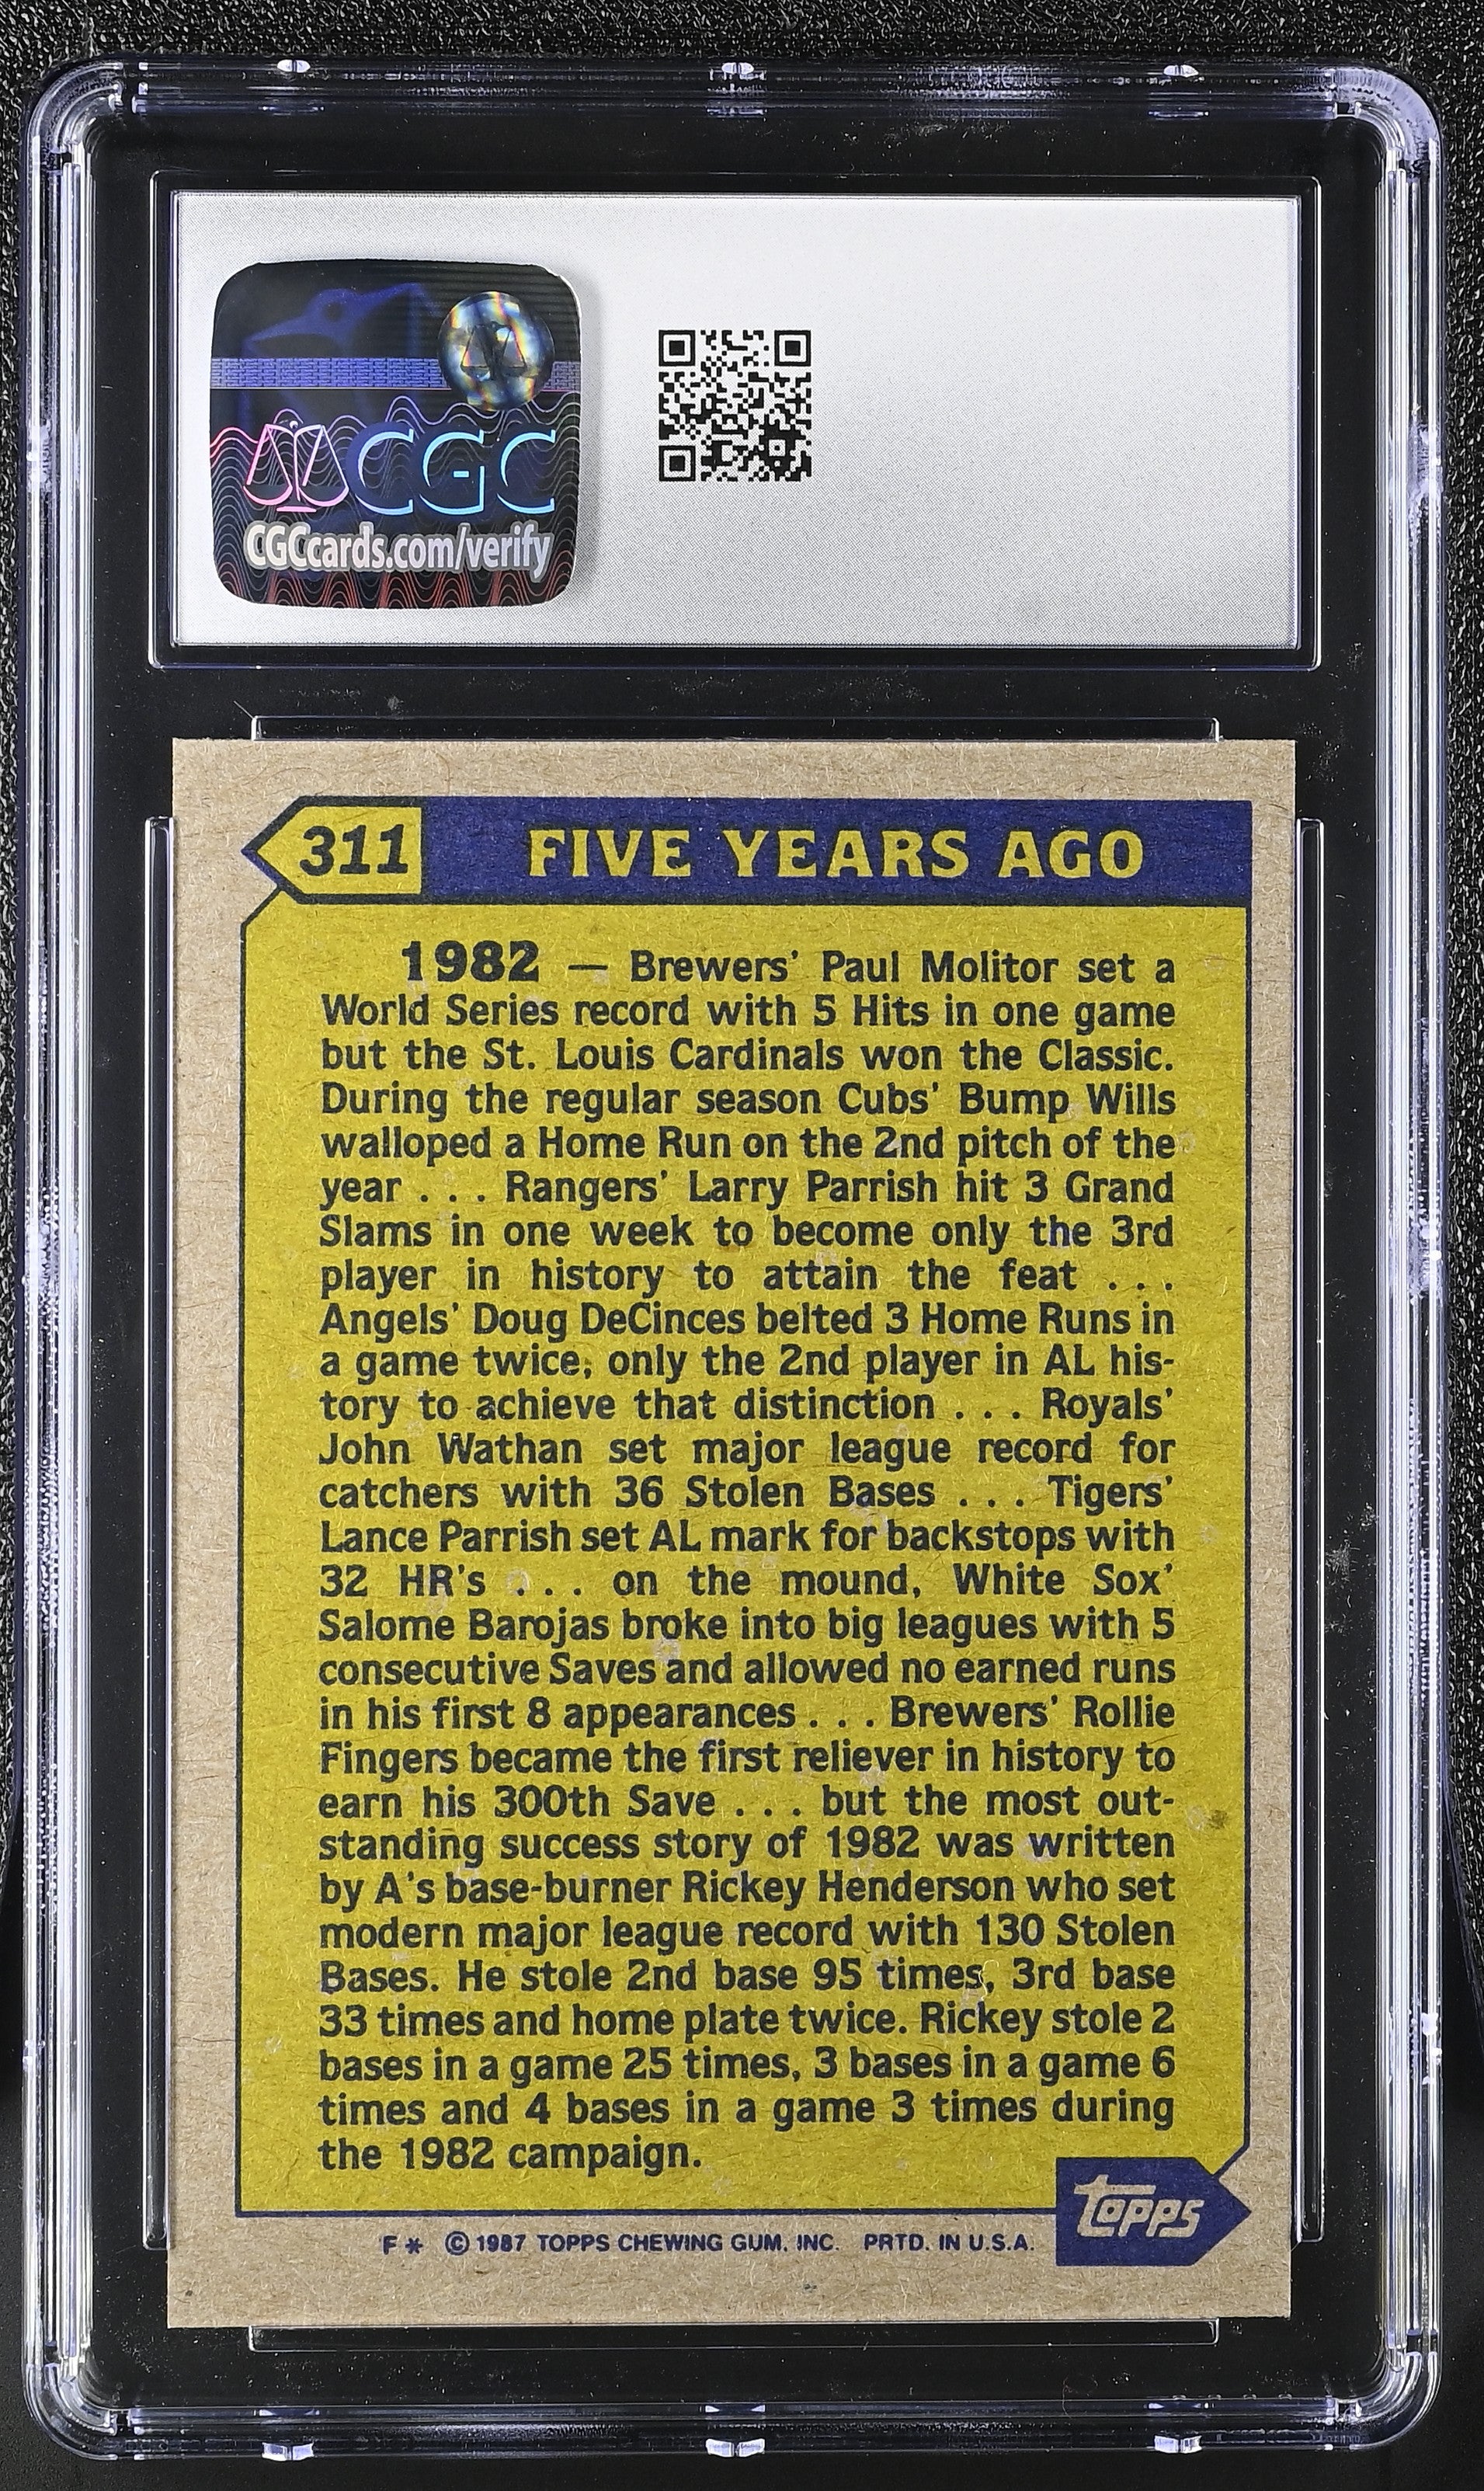 CGC
CGCcards.com/verify
311 FIVE YEARS AGO
1982 — Brewers' Paul Molitor set a
World Series record with 5 Hits in one game
but the St. Louis Cardinals won the Classic.
During the regular season Cubs' Bump Wills
walloped a Home Run on the 2nd pitch of the
year . . . Rangers' Larry Parrish hit 3 Grand
Slams in one week to become only the 3rd
player in history to attain the feat . . .
Angels' Doug DeCinces belted 3 Home Runs in
a game twice, only the 2nd player in AL his-
tory to achieve that distinction . . . Royals'
John Wathan set major league record for
catchers with 36 Stolen Bases . . . Tigers'
Lance Parrish set AL mark for backstops with
32 HR's . . . on the mound, White Sox'
Salome Barojas broke into big leagues with 5
consecutive Saves and allowed no earned runs
in his first 8 appearances . . . Brewers' Rollie
Fingers became the first reliever in history to
earn his 300th Save . . . but the most out-
standing success story of 1982 was written
by A's base-burner Rickey Henderson who set
modern major league record with 130 Stolen
Bases. He stole 2nd base 95 times, 3rd base
33 times and home plate twice. Rickey stole 2
bases in a game 25 times, 3 bases in a game 6
times and 4 bases in a game 3 times during
the 1982 campaign.
topps
F * © 1987 TOPPS CHEWING GUM, INC. PRTD. IN U.S.A.